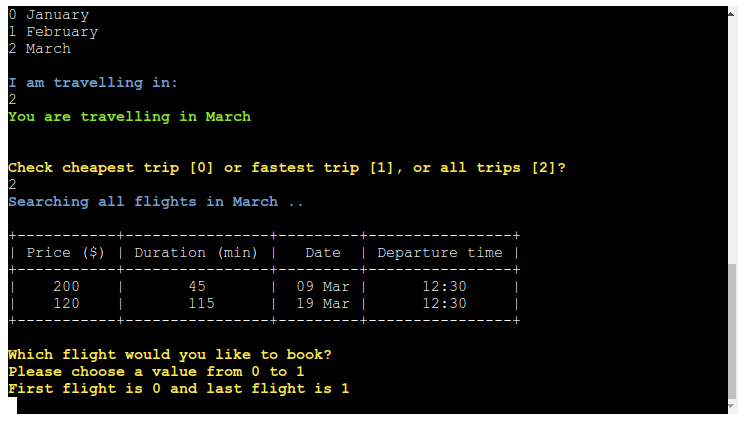 0 January
1 February
2 March
I am travelling in:
2
You are travelling in March
Check cheapest trip [0] or fastest trip [1], or all trips [2]?
2
Searching all flights in March ..
+-----------+----------------+---------+----------------+
| Price ($) | Duration (min) |   Date  | Departure time |
+-----------+----------------+---------+----------------+
|    200    |       45       |  09 Mar |     12:30      |
|    120    |      115       |  19 Mar |     12:30      |
+-----------+----------------+---------+----------------+
Which flight would you like to book?
Please choose a value from 0 to 1
First flight is 0 and last flight is 1